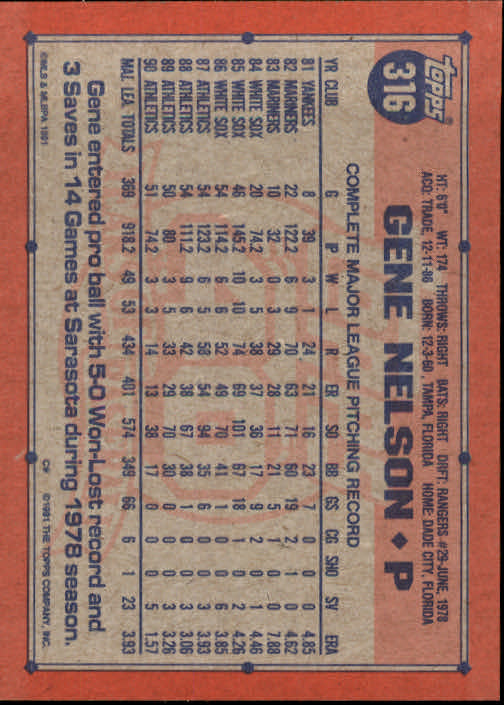 Topps®
316
HT: 6'0" WT: 174 THROWS: RIGHT BATS: RIGHT DRFT: RANGERS #29-JUNE, 1978
ACQ: TRADE, 12-11-86 BORN: 12-3-60, TAMPA, FLORIDA HOME: DADE CITY, FLORIDA
GENE NELSON ◆ P
COMPLETE MAJOR LEAGUE PITCHING RECORD
YR CLUB G IP W L R ER SO BB GS CG SHO SV ERA
81 YANKEES 8 39 3 1 24 21 16 23 7 0 0 0 4.85
82 MARINERS 22 122.2 6 9 70 63 71 60 19 2 1 0 4.62
83 MARINERS 10 32 0 3 29 28 11 21 5 1 0 0 7.88
84 WHITE SOX 20 74.2 3 5 38 37 36 17 9 2 0 1 4.46
85 WHITE SOX 46 145.2 10 10 74 69 101 67 18 1 0 2 4.26
86 WHITE SOX 54 114.2 6 6 52 49 70 41 1 0 0 6 3.85
87 ATHLETICS 54 123.2 6 5 58 54 94 35 6 0 0 3 3.93
88 ATHLETICS 54 111.2 9 6 42 38 67 38 1 0 0 3 3.06
89 ATHLETICS 50 80 3 5 33 29 70 30 0 0 0 3 3.26
90 ATHLETICS 51 74.2 3 3 14 13 38 17 0 0 0 5 1.57
MAJ. LEA. TOTALS 369 918.2 49 53 434 401 574 349 66 6 1 23 3.93
Gene entered pro ball with 5-0 Won-Lost record and
3 Saves in 14 Games at Sarasota during 1978 season.
©MLB & MLBPA 1991 CF ©1991 THE TOPPS COMPANY, INC.